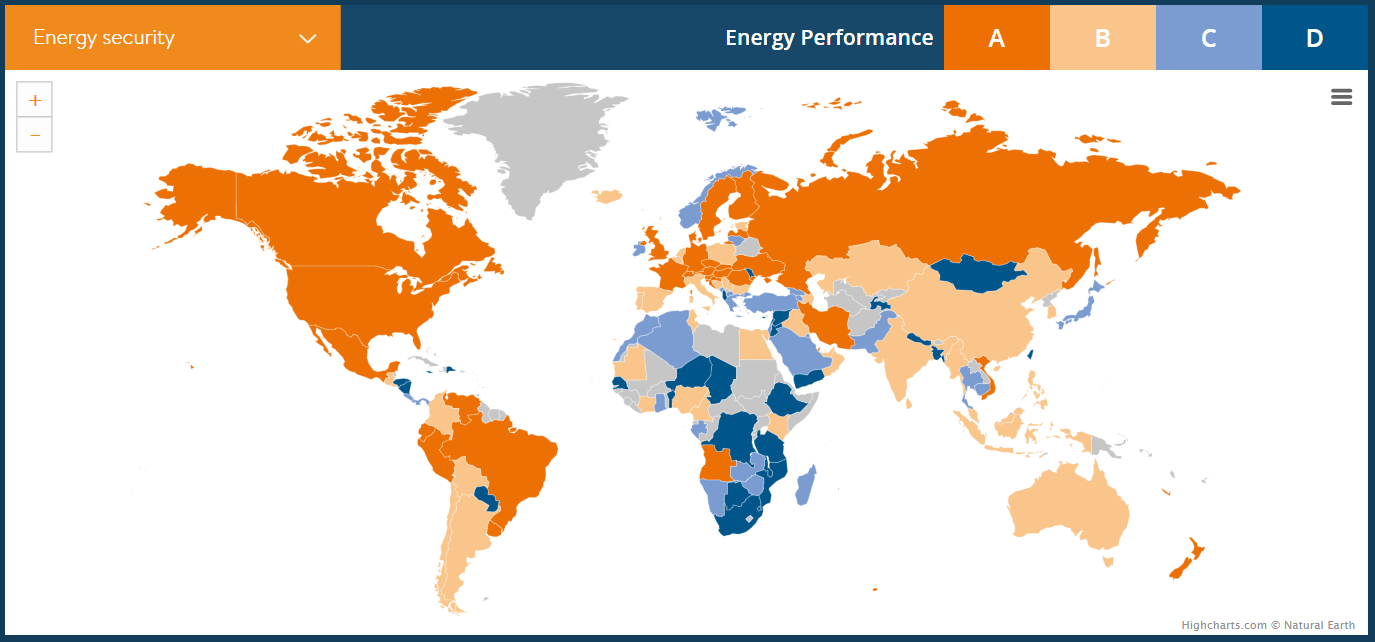 Energy security
Energy Performance A B C D
+
−
Highcharts.com © Natural Earth